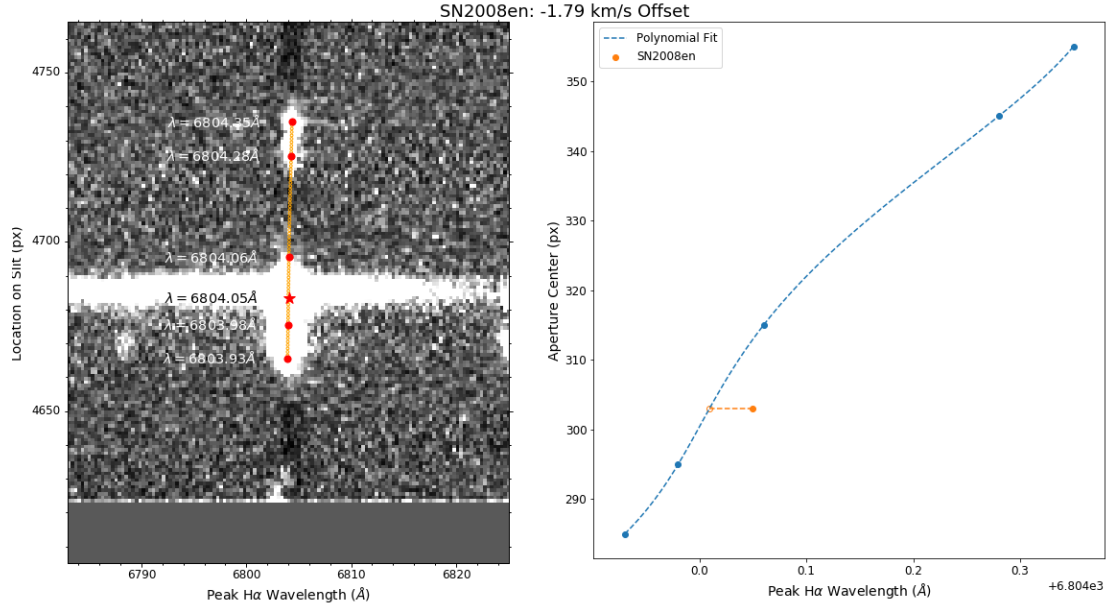 SN2008en: -1.79 km/s Offset
Location on Slit (px)
4750
4700
4650
λ = 6804.35Å
λ = 6804.28Å
λ = 6804.06Å
λ = 6804.05Å
λ = 6803.98Å
λ = 6803.93Å
6790
6800
6810
6820
Peak Hα Wavelength (Å)
Polynomial Fit
SN2008en
Aperture Center (px)
350
340
330
320
310
300
290
0.0
0.1
0.2
0.3
+6.804e3
Peak Hα Wavelength (Å)